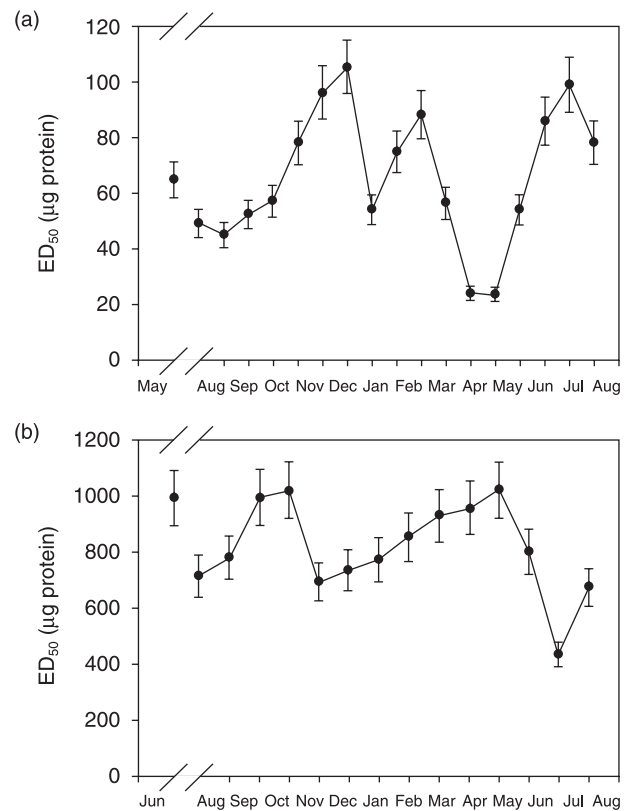 (a)
120
100
80
60
40
20
0
ED₅₀ (µg protein)
May Aug Sep Oct Nov Dec Jan Feb Mar Apr May Jun Jul Aug
(b)
1200
1000
800
600
400
200
0
ED₅₀ (µg protein)
Jun Aug Sep Oct Nov Dec Jan Feb Mar Apr May Jun Jul Aug